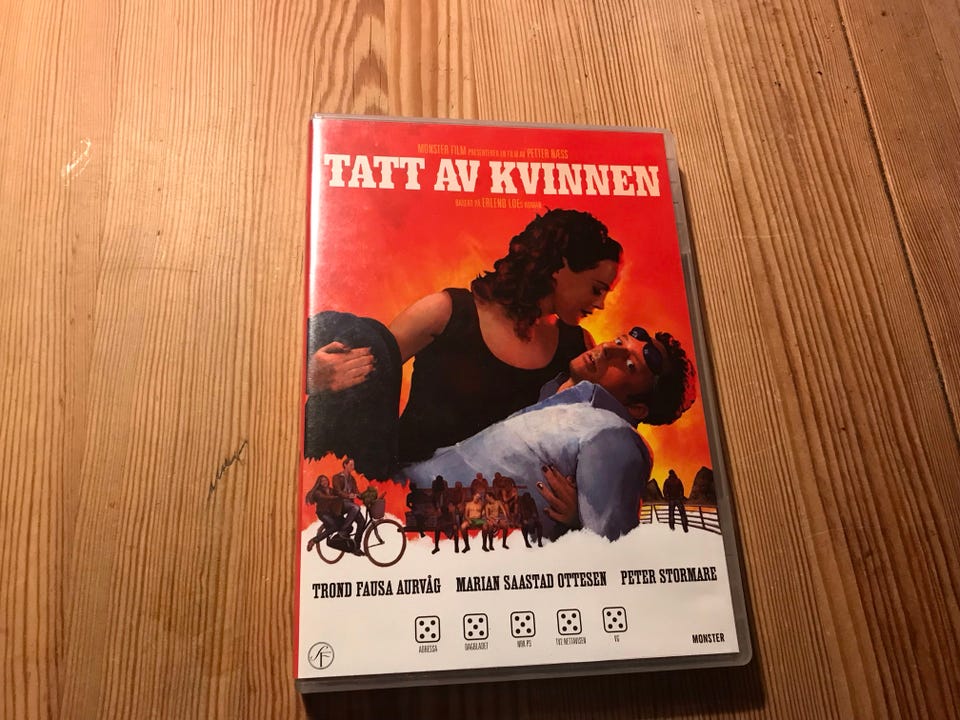 MONSTER FILM PRESENTERER EN FILM AV PETTER NÆSS
TATT AV KVINNEN
BASERT PÅ ERLEND LOES ROMAN
TROND FAUSA AURVÅG MARIAN SAASTAD OTTESEN PETER STORMARE
ADRESSA DAGBLADET NRK P3 TV2 NETTAVISEN VG
SF
MONSTER